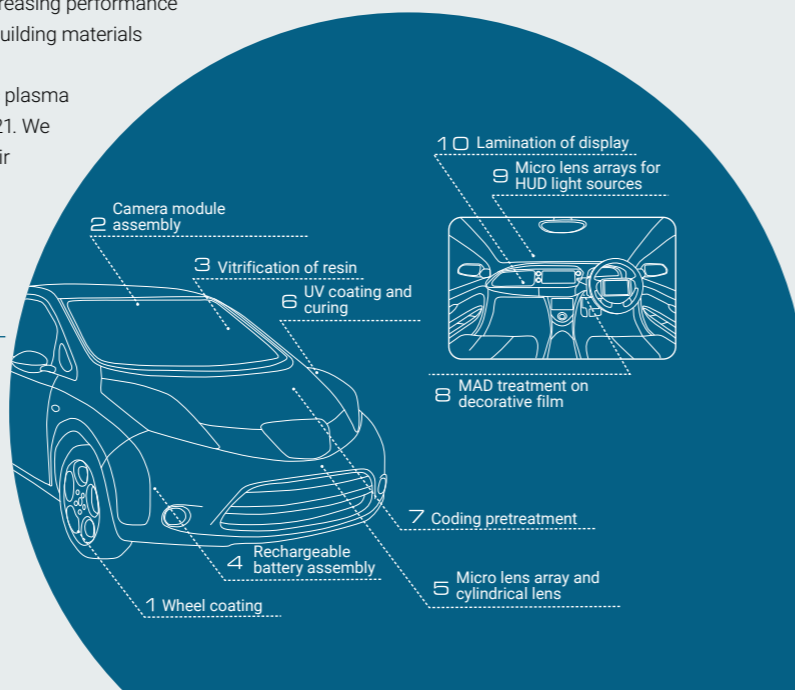 reasing performance
uilding materials
plasma
21. We
ir
10 Lamination of display
9 Micro lens arrays for
HUD light sources
2 Camera module
assembly
3 Vitrification of resin
6 UV coating and
curing
8 MAD treatment on
decorative film
7 Coding pretreatment
4 Rechargeable
battery assembly
5 Micro lens array and
cylindrical lens
1 Wheel coating